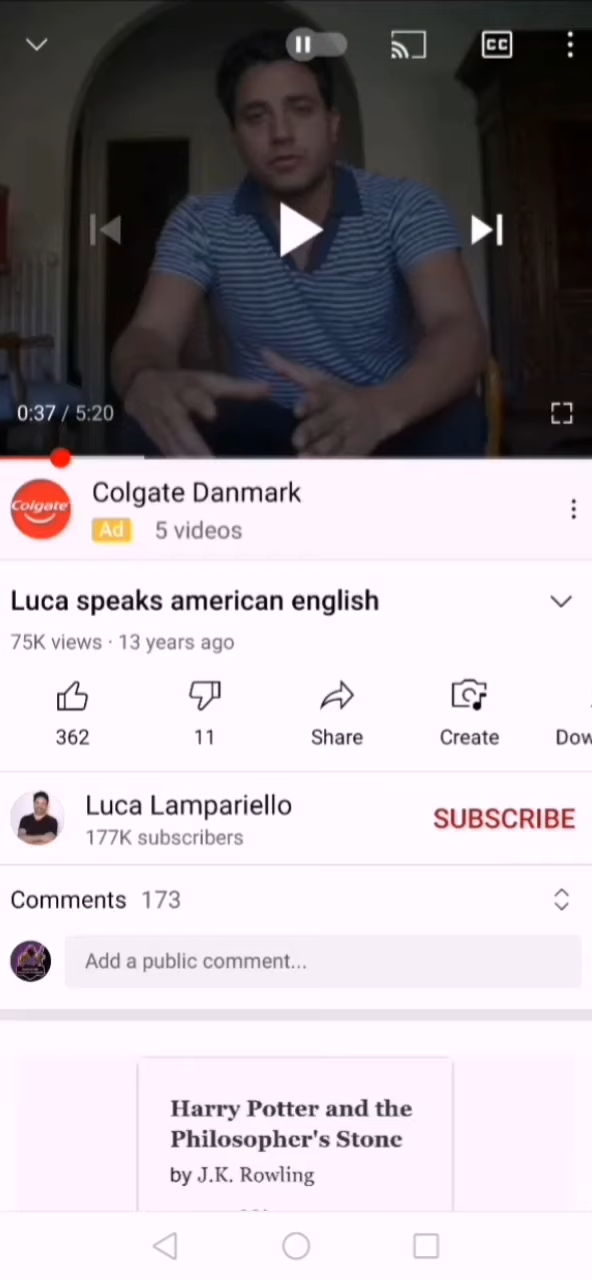 CC
0:37 / 5:20
Colgate
Colgate Danmark
Ad 5 videos
Luca speaks american english
75K views · 13 years ago
362 11 Share Create Dow
Luca Lampariello
177K subscribers
SUBSCRIBE
Comments 173
Add a public comment...
Harry Potter and the
Philosopher's Stone
by J.K. Rowling